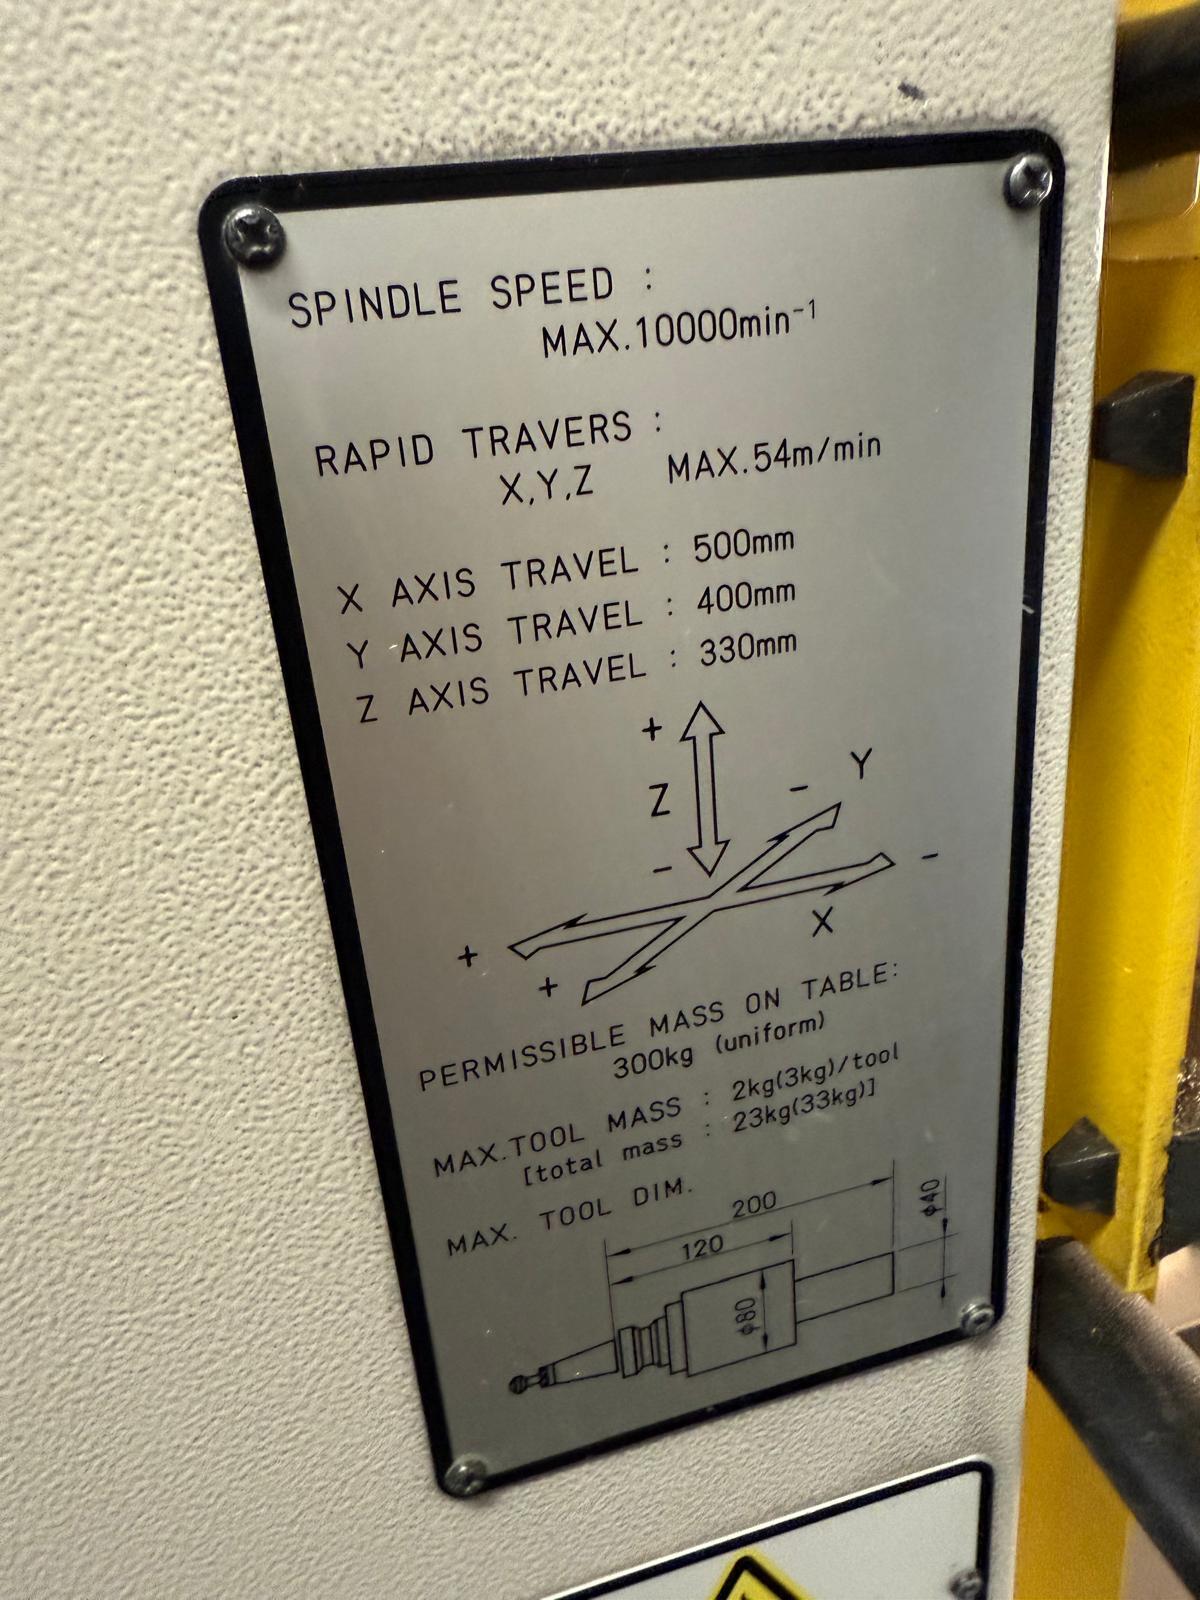 SPINDLE SPEED :
MAX.10000min⁻¹
RAPID TRAVERS :
X,Y,Z MAX.54m/min
X AXIS TRAVEL : 500mm
Y AXIS TRAVEL : 400mm
Z AXIS TRAVEL : 330mm
+
Z
-
- Y
-
X
+
+
PERMISSIBLE MASS ON TABLE:
300kg (uniform)
MAX.TOOL MASS : 2kg(3kg)/tool
[total mass : 23kg(33kg)]
MAX. TOOL DIM.
200
120
ϕ40
ϕ80